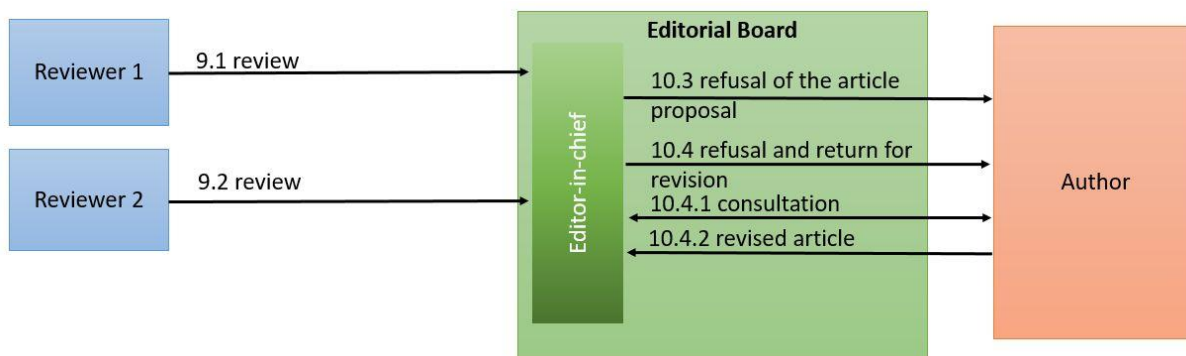 Editorial Board
Reviewer 1
9.1 review
10.3 refusal of the article
proposal
Reviewer 2
9.2 review
Editor-in-chief
10.4 refusal and return for
revision
10.4.1 consultation
10.4.2 revised article
Author